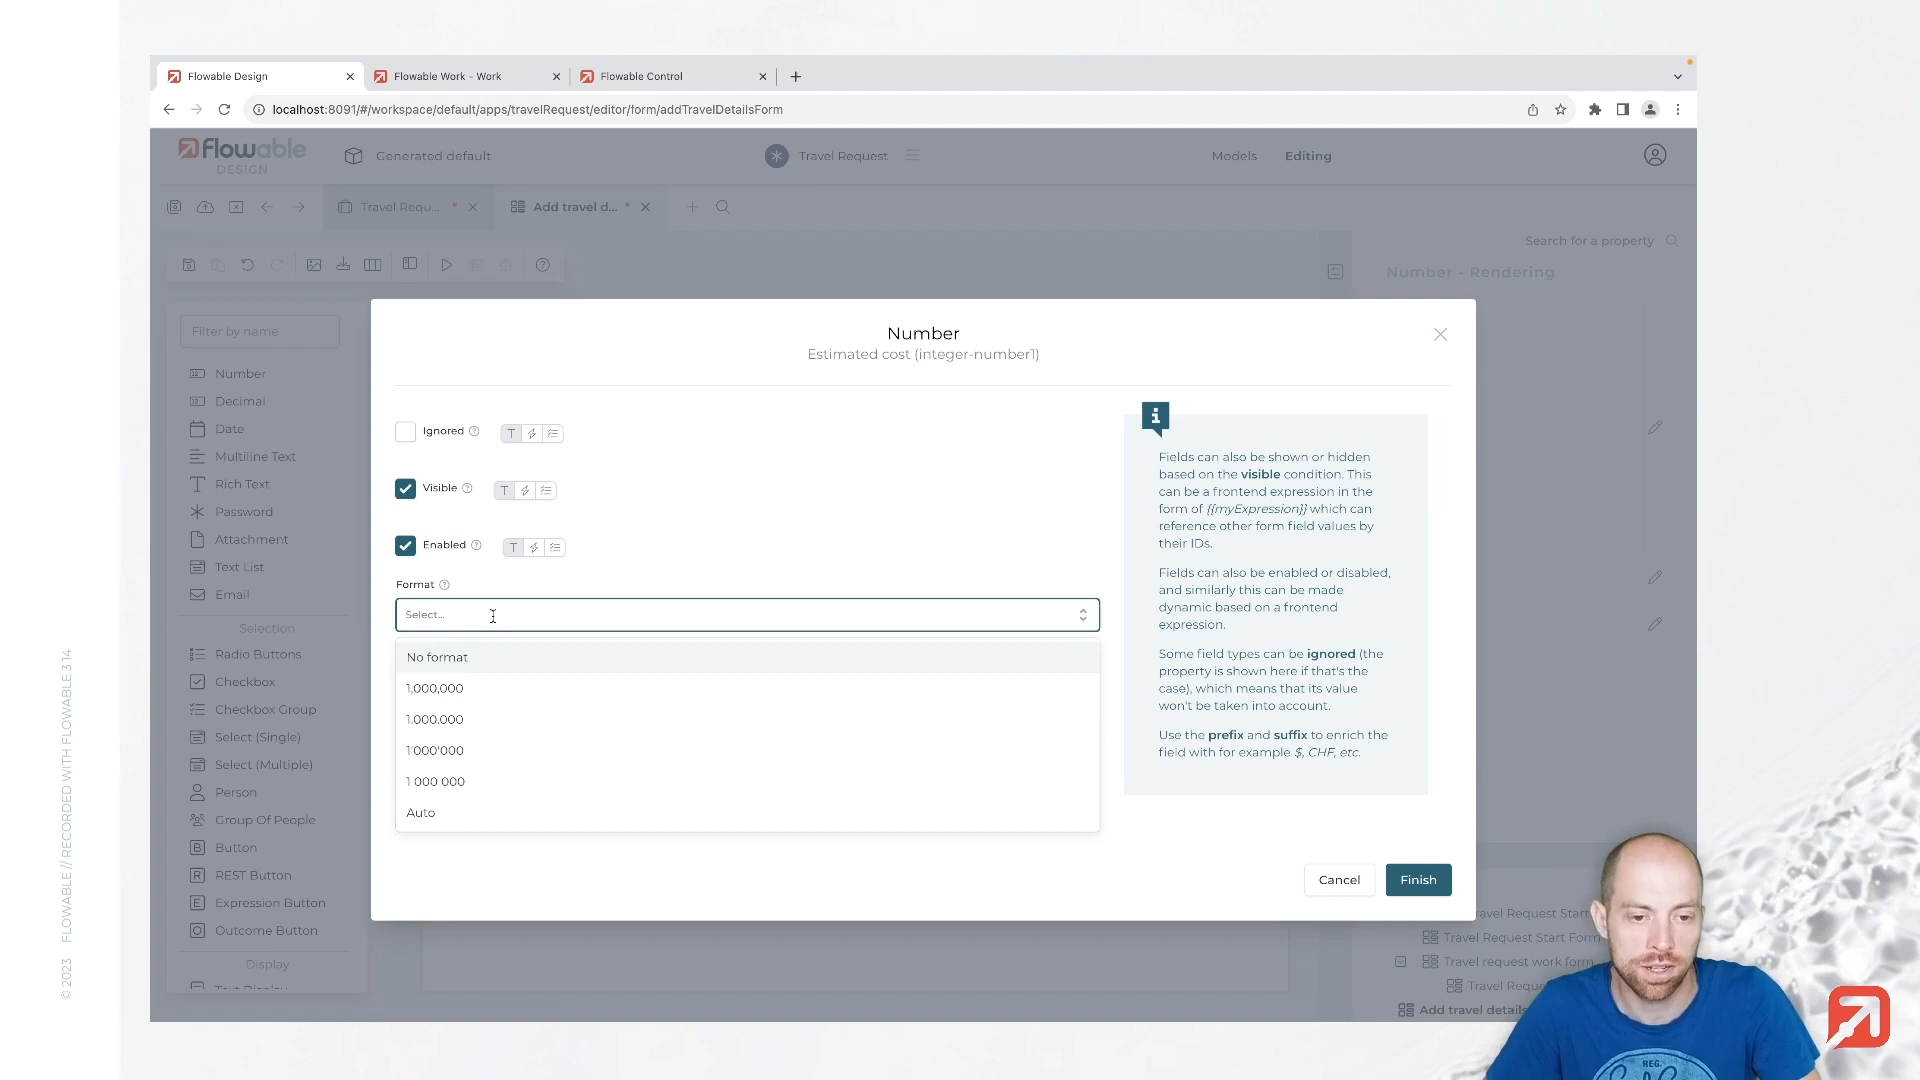 Flowable Design
Flowable Work - Work
Flowable Control
localhost:8091/#/workspace/default/apps/travelRequest/editor/form/addTravelDetailsForm
flowable
DESIGN
Generated default
Travel Request
Models
Editing
Travel Requ... *
Add travel d... *
Search for a property
Number - Rendering
Filter by name
Number
Decimal
Date
Multiline Text
Rich Text
Password
Attachment
Text List
Email
Selection
Radio Buttons
Checkbox
Checkbox Group
Select (Single)
Select (Multiple)
Person
Group Of People
Button
REST Button
Expression Button
Outcome Button
Display
Text Display
Number
Estimated cost (integer-number1)
Ignored
Visible
Enabled
Format
Select...
No format
1,000,000
1.000.000
1'000'000
1 000 000
Auto
Fields can also be shown or hidden
based on the visible condition. This
can be a frontend expression in the
form of {{myExpression}} which can
reference other form field values by
their IDs.
Fields can also be enabled or disabled,
and similarly this can be made
dynamic based on a frontend
expression.
Some field types can be ignored (the
property is shown here if that's the
case), which means that its value
won't be taken into account.
Use the prefix and suffix to enrich the
field with for example $, CHF, etc.
Cancel
Finish
ravel Request Start
Travel Request Start Form
Travel request work form
Travel Reque
Add travel details
© 2023 FLOWABLE // RECORDED WITH FLOWABLE 3.14
REG.